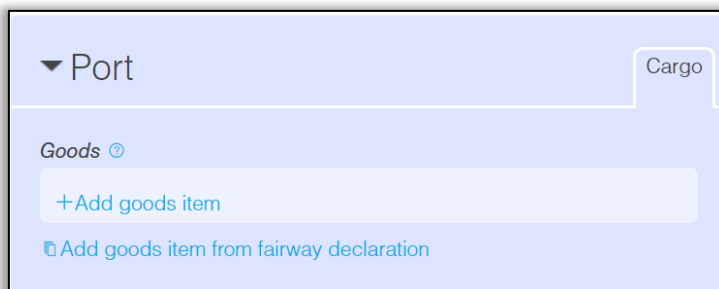 Port
Cargo
Goods
+Add goods item
Add goods item from fairway declaration